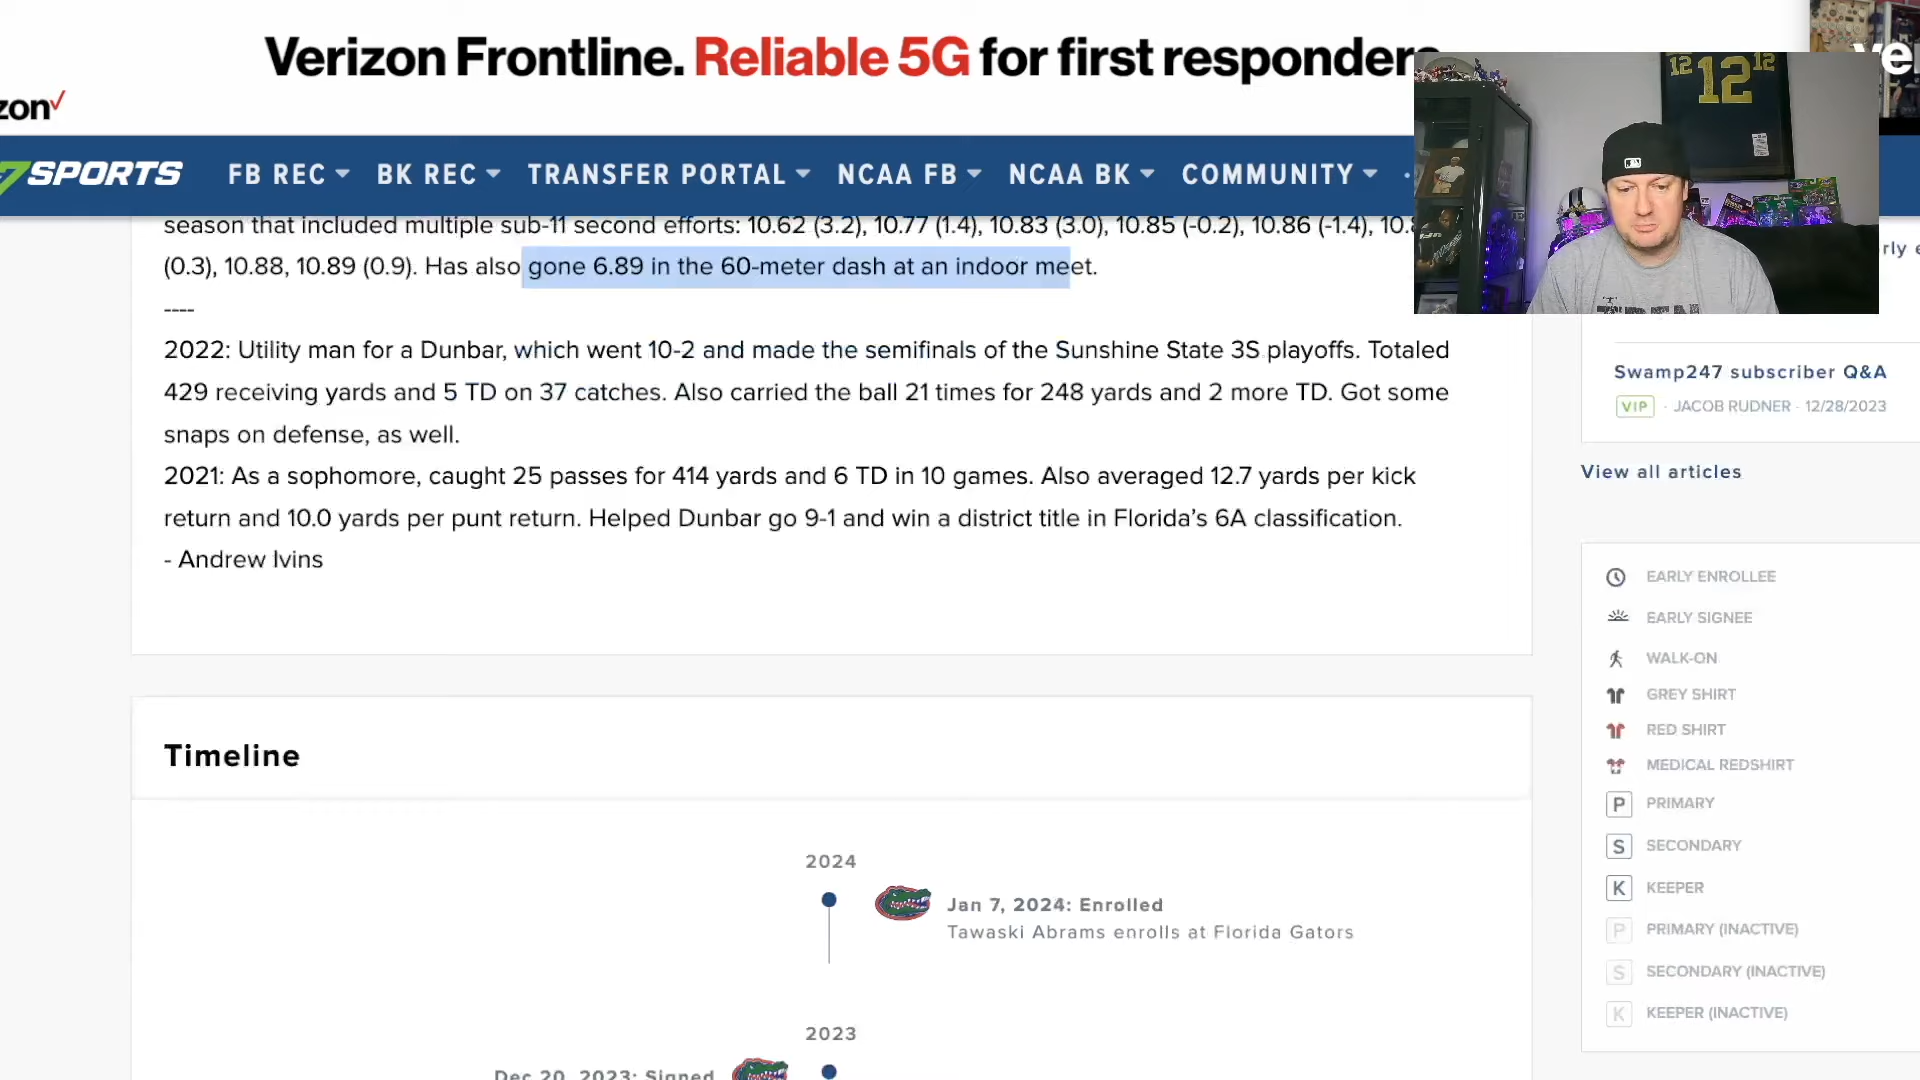 Verizon Frontline. Reliable 5G for first responders
zon✓
ve
7SPORTS
FB REC
BK REC
TRANSFER PORTAL
NCAA FB
NCAA BK
COMMUNITY
12 12 12
season that included multiple sub-11 second efforts: 10.62 (3.2), 10.77 (1.4), 10.83 (3.0), 10.85 (-0.2), 10.86 (-1.4),
(0.3), 10.88, 10.89 (0.9). Has also gone 6.89 in the 60-meter dash at an indoor meet.
----
2022: Utility man for a Dunbar, which went 10-2 and made the semifinals of the Sunshine State 3S playoffs. Totaled
429 receiving yards and 5 TD on 37 catches. Also carried the ball 21 times for 248 yards and 2 more TD. Got some
snaps on defense, as well.
2021: As a sophomore, caught 25 passes for 414 yards and 6 TD in 10 games. Also averaged 12.7 yards per kick
return and 10.0 yards per punt return. Helped Dunbar go 9-1 and win a district title in Florida’s 6A classification.
- Andrew Ivins
Timeline
2024
Jan 7, 2024: Enrolled
Tawaski Abrams enrolls at Florida Gators
2023
Dec 20, 2023: Signed
Swamp247 subscriber Q&A
VIP · JACOB RUDNER · 12/28/2023
View all articles
EARLY ENROLLEE
EARLY SIGNEE
WALK-ON
GREY SHIRT
RED SHIRT
MEDICAL REDSHIRT
P PRIMARY
S SECONDARY
K KEEPER
P PRIMARY (INACTIVE)
S SECONDARY (INACTIVE)
K KEEPER (INACTIVE)